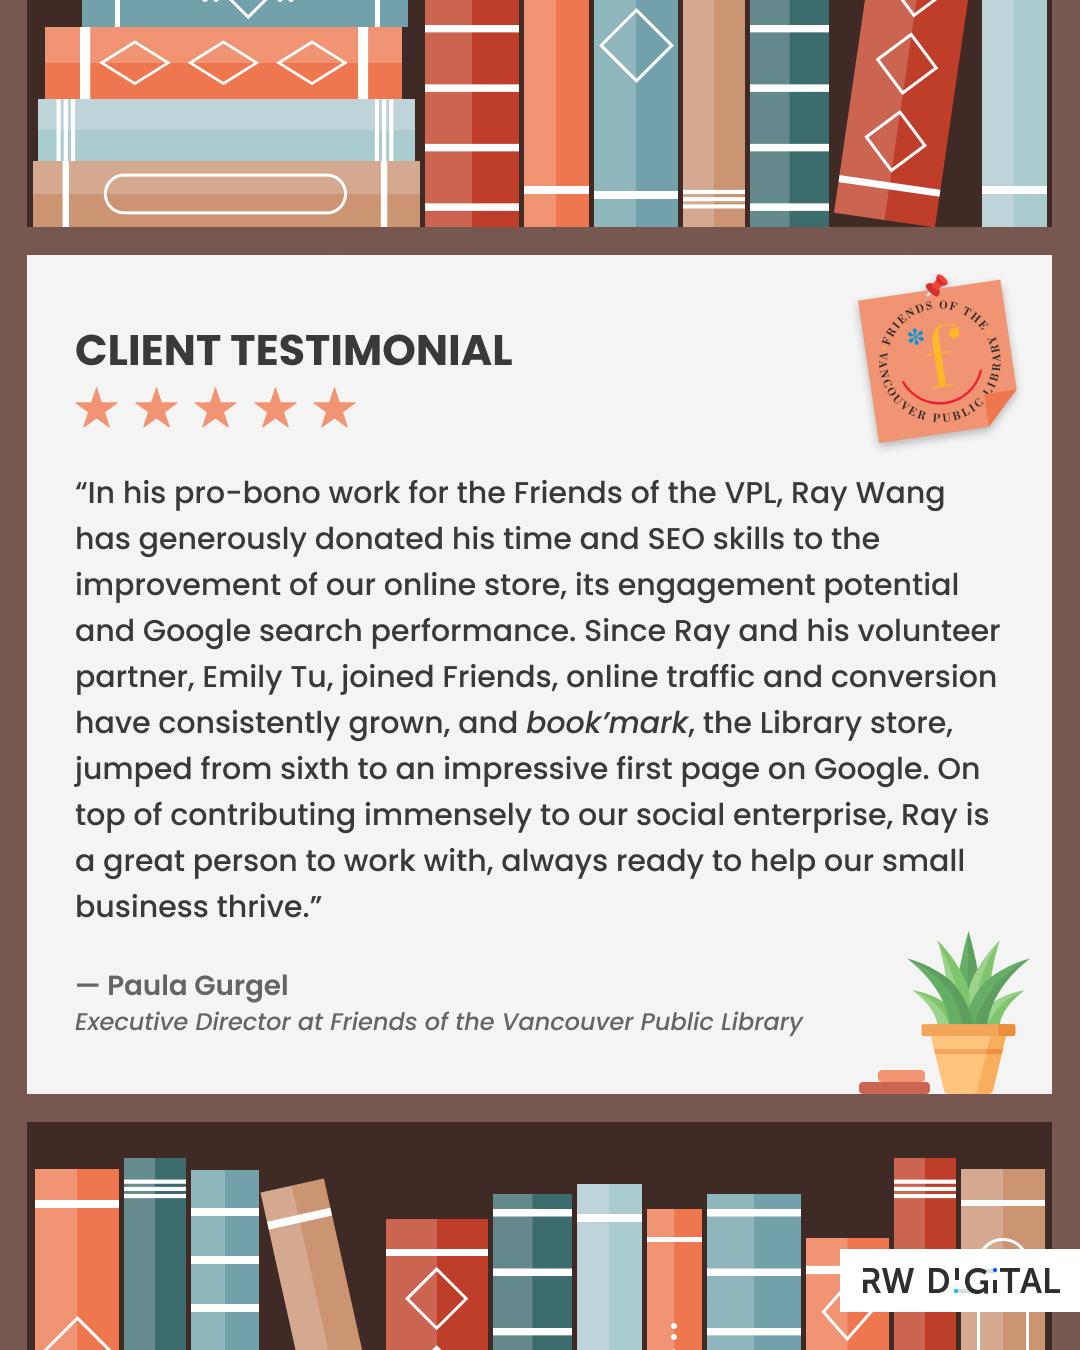 FRIENDS OF THE VANCOUVER PUBLIC LIBRARY
f
CLIENT TESTIMONIAL
“In his pro-bono work for the Friends of the VPL, Ray Wang
has generously donated his time and SEO skills to the
improvement of our online store, its engagement potential
and Google search performance. Since Ray and his volunteer
partner, Emily Tu, joined Friends, online traffic and conversion
have consistently grown, and book’mark, the Library store,
jumped from sixth to an impressive first page on Google. On
top of contributing immensely to our social enterprise, Ray is
a great person to work with, always ready to help our small
business thrive.”
— Paula Gurgel
Executive Director at Friends of the Vancouver Public Library
RW DiGiTAL